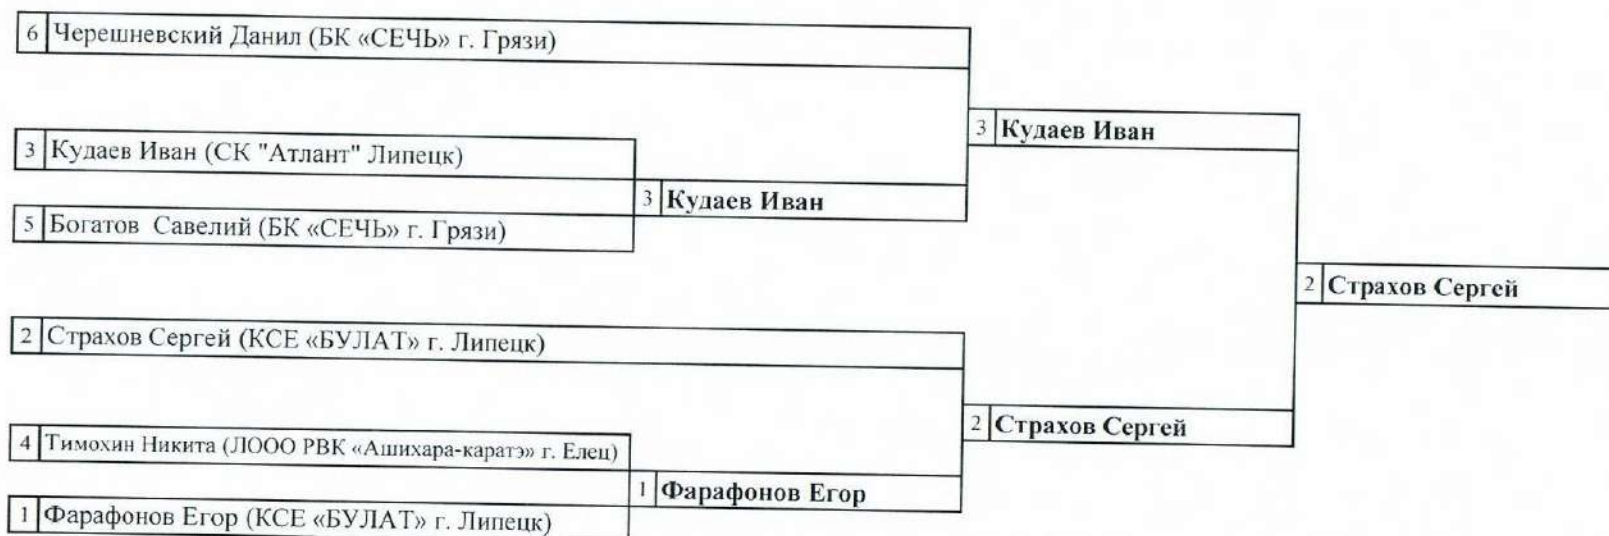 6 Черешневский Данил (БК «СЕЧЬ» г. Грязи)
3 Кудаев Иван
3 Кудаев Иван (СК "Атлант" Липецк)
3 Кудаев Иван
5 Богатов Савелий (БК «СЕЧЬ» г. Грязи)
2 Страхов Сергей
2 Страхов Сергей (КСЕ «БУЛАТ» г. Липецк)
2 Страхов Сергей
4 Тимохин Никита (ЛООО РВК «Ашихара-каратэ» г. Елец)
1 Фарафонов Егор
1 Фарафонов Егор (КСЕ «БУЛАТ» г. Липецк)